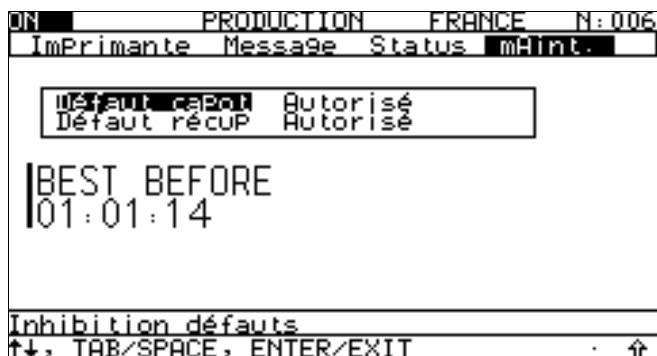 ON PRODUCTION FRANCE N:006
Imprimante Message Status mAint.
Défaut capot Autorisé
Défaut récup Autorisé
BEST BEFORE
01:01:14
Inhibition défauts
↑↓, TAB/SPACE, ENTER/EXIT . ⇧